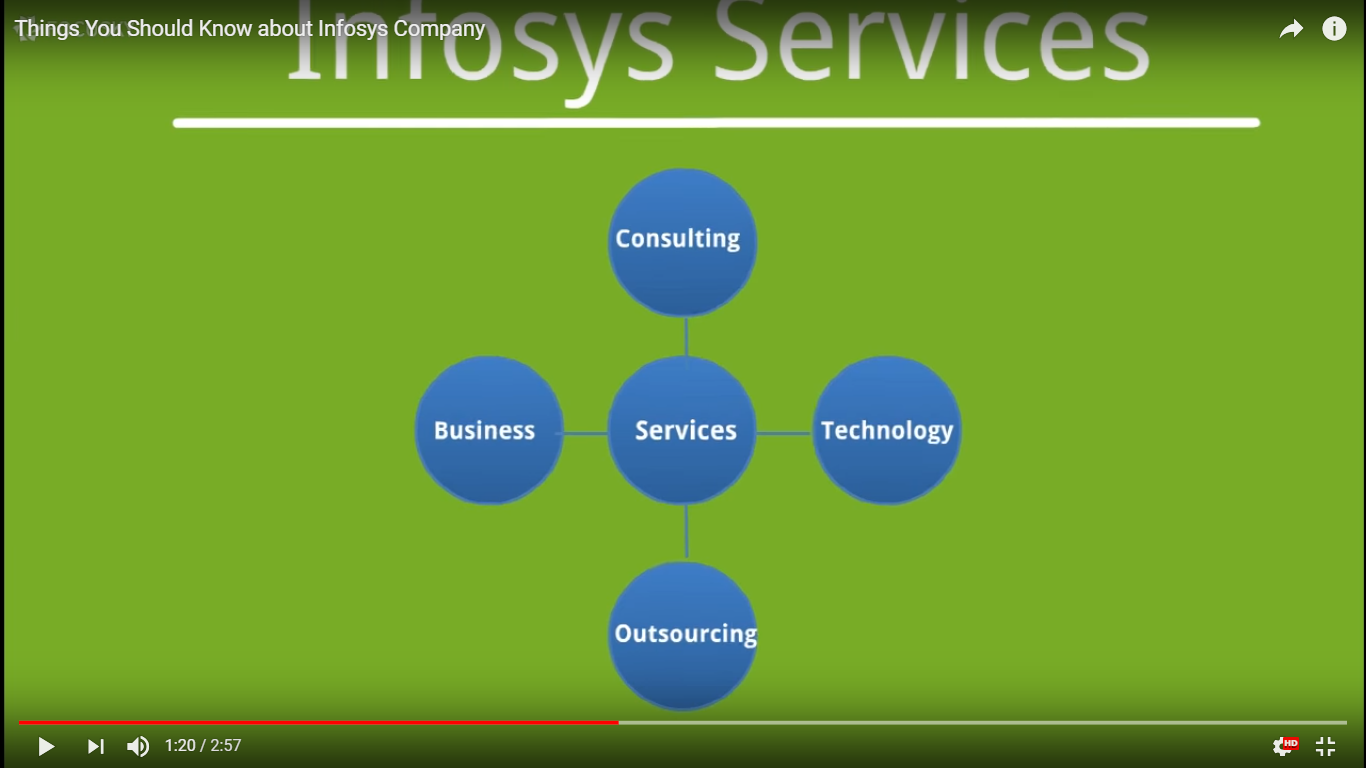 Things You Should Know about Infosys Company
Infosys Services
Consulting
Business
Services
Technology
Outsourcing
1:20 / 2:57
HD